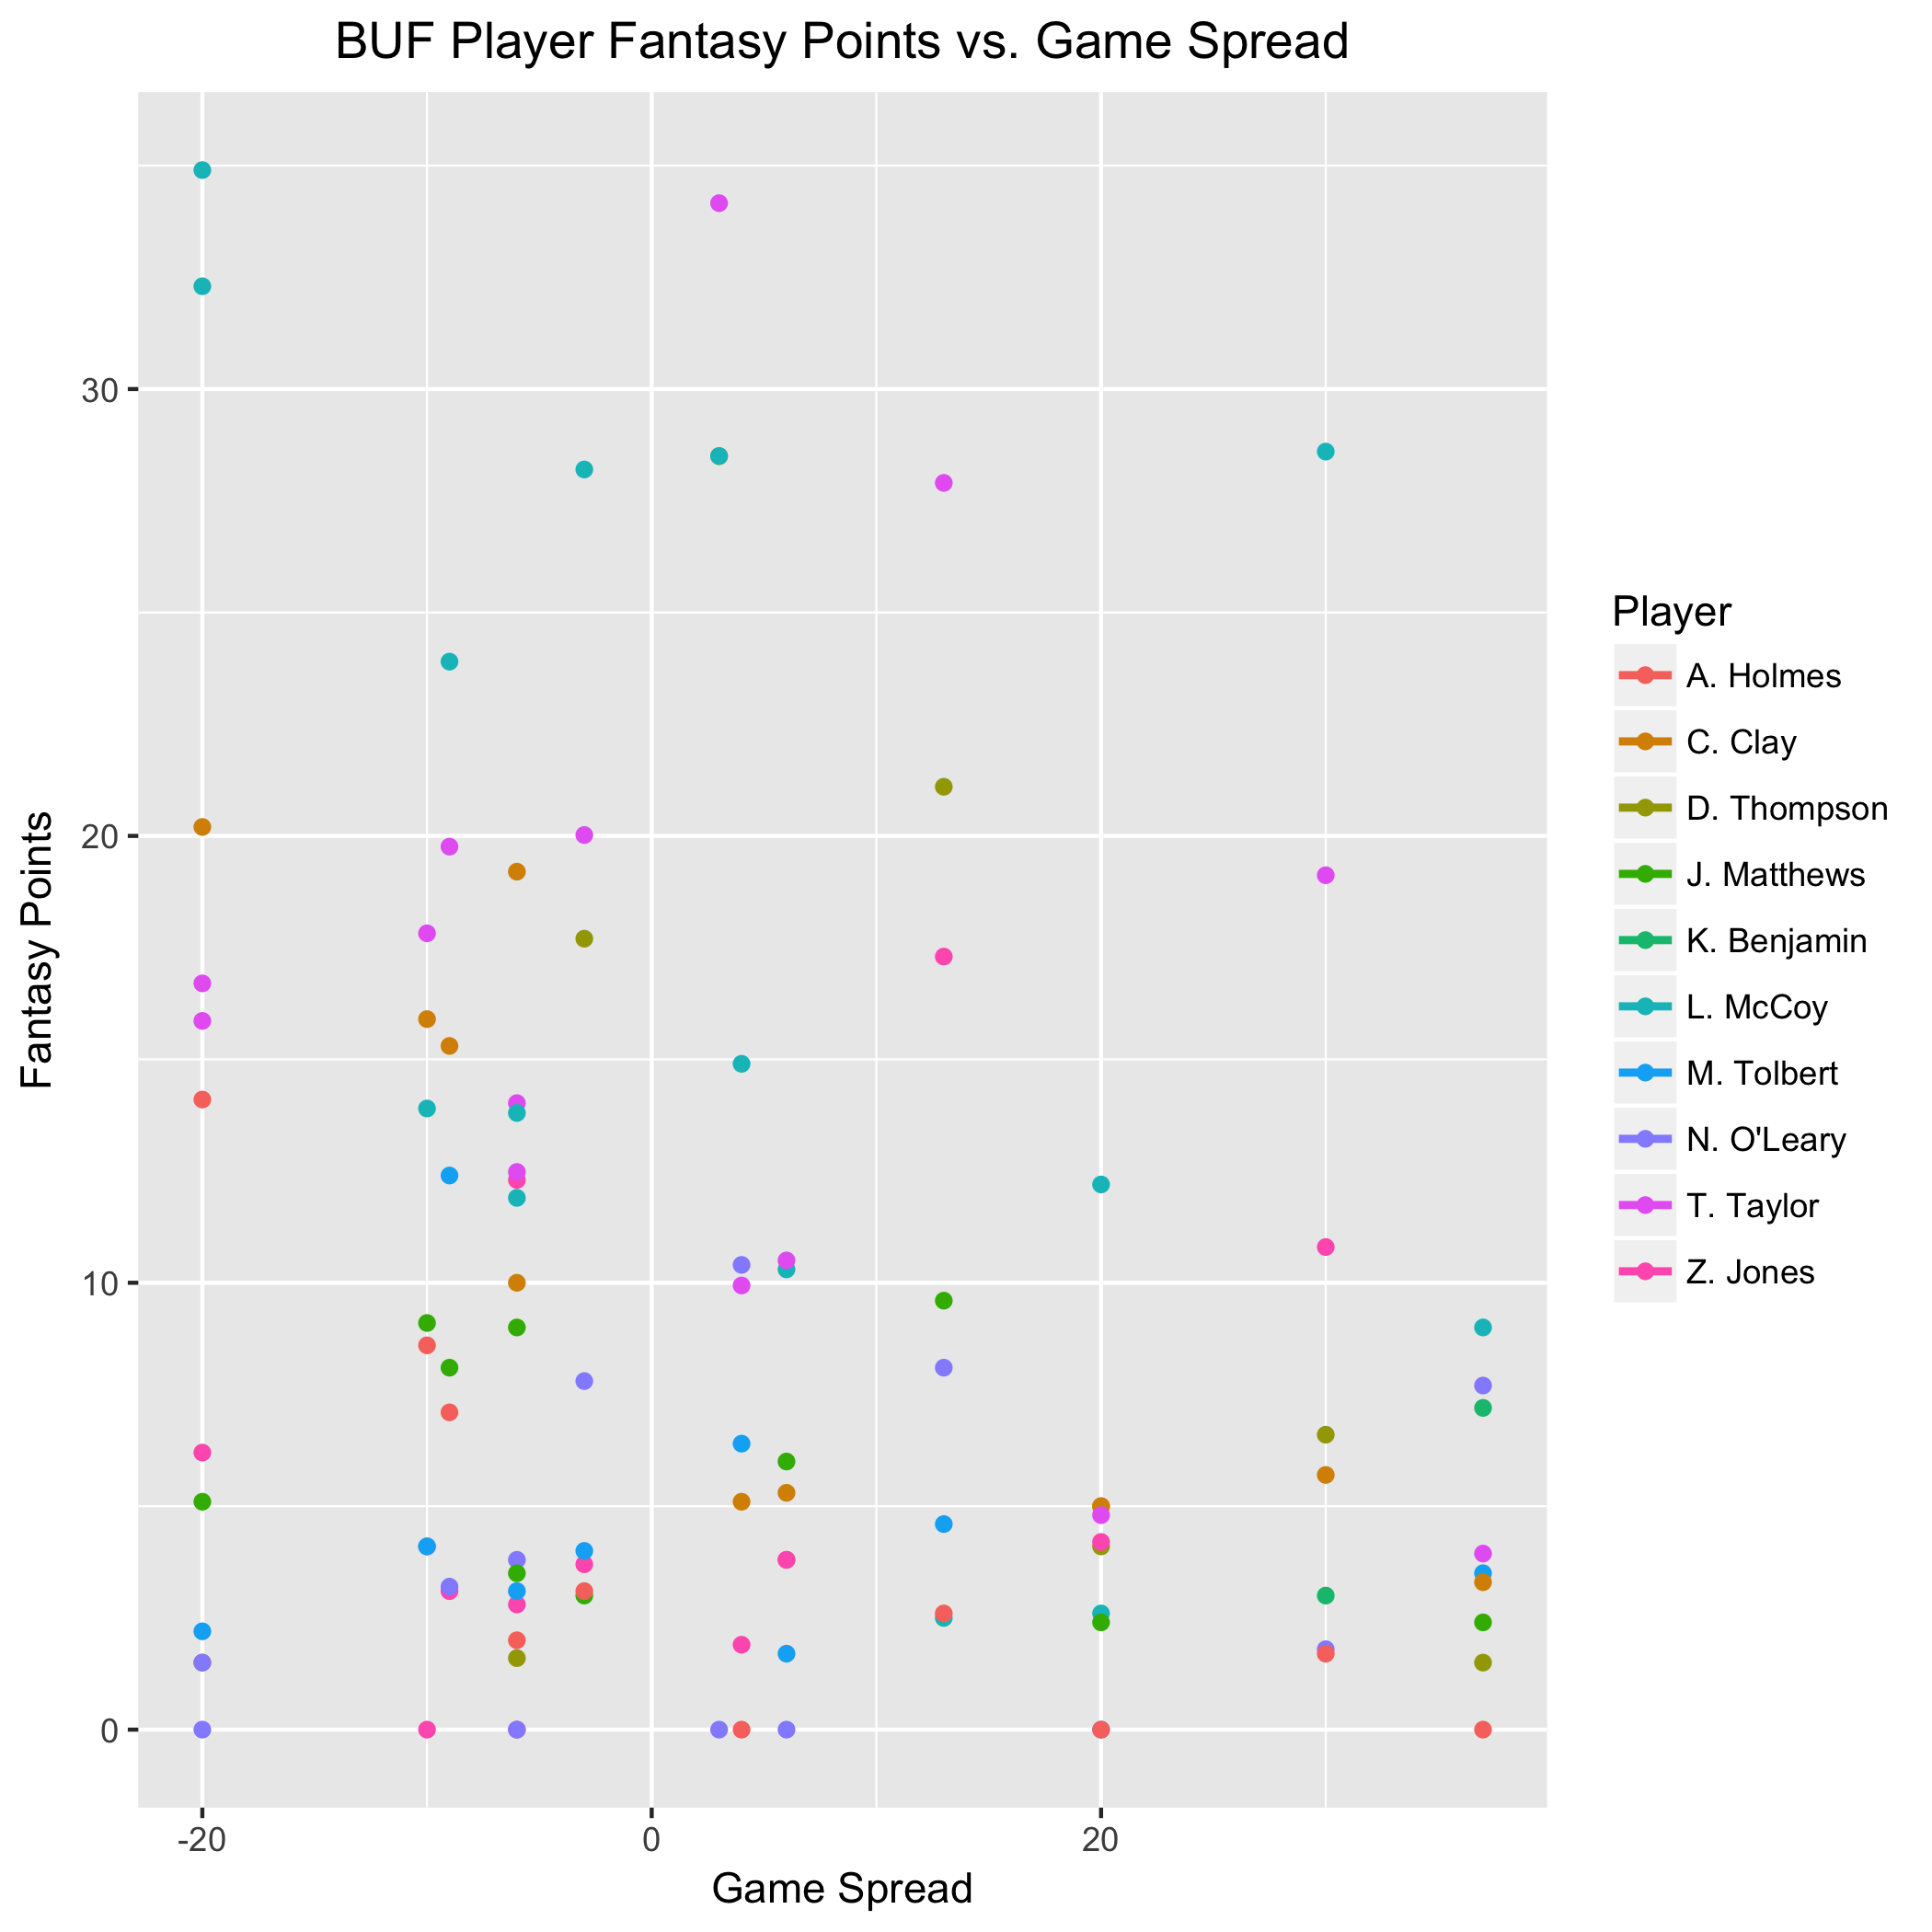 BUF Player Fantasy Points vs. Game Spread
30
20
10
0
Fantasy Points
-20
0
20
Game Spread
Player
A. Holmes
C. Clay
D. Thompson
J. Matthews
K. Benjamin
L. McCoy
M. Tolbert
N. O'Leary
T. Taylor
Z. Jones